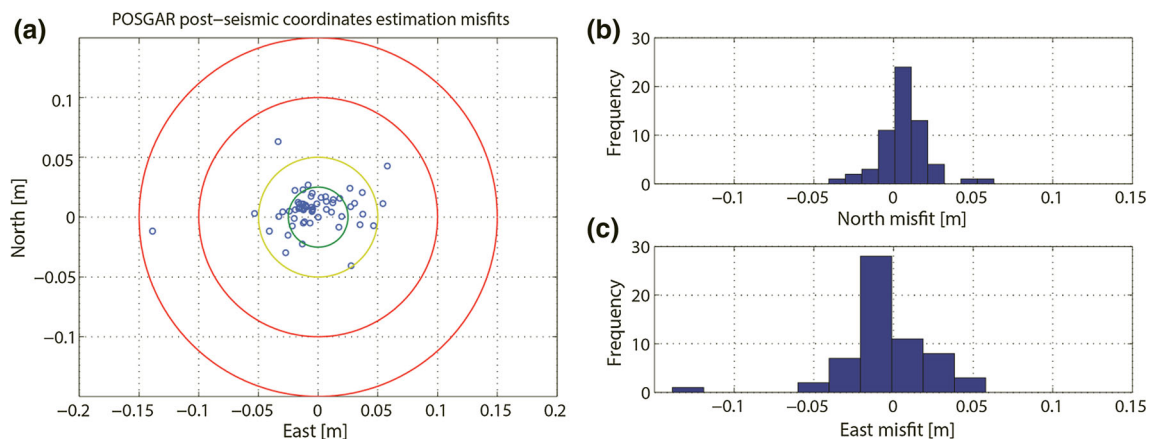 POSGAR post−seismic coordinates estimation misfits
(a)
North [m]
0.1
0.05
0
−0.05
−0.1
−0.2 −0.15 −0.1 −0.05 0 0.05 0.1 0.15 0.2
East [m]
(b)
Frequency
30
20
10
0
−0.1 −0.05 0 0.05 0.1 0.15
North misfit [m]
(c)
Frequency
30
20
10
0
−0.1 −0.05 0 0.05 0.1 0.15
East misfit [m]